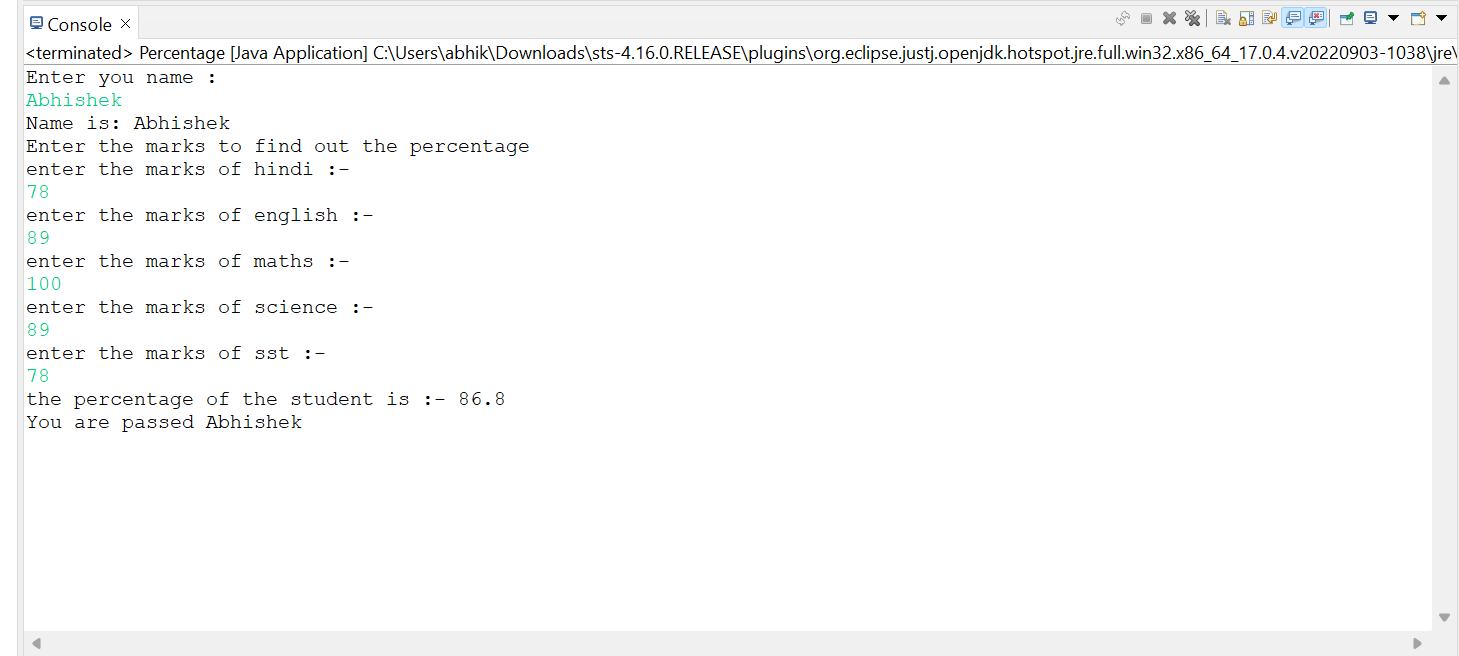 Console
<terminated> Percentage [Java Application] C:\Users\abhik\Downloads\sts-4.16.0.RELEASE\plugins\org.eclipse.justj.openjdk.hotspot.jre.full.win32.x86_64_17.0.4.v20220903-1038\jre\
Enter you name :
Abhishek
Name is: Abhishek
Enter the marks to find out the percentage
enter the marks of hindi :-
78
enter the marks of english :-
89
enter the marks of maths :-
100
enter the marks of science :-
89
enter the marks of sst :-
78
the percentage of the student is :- 86.8
You are passed Abhishek